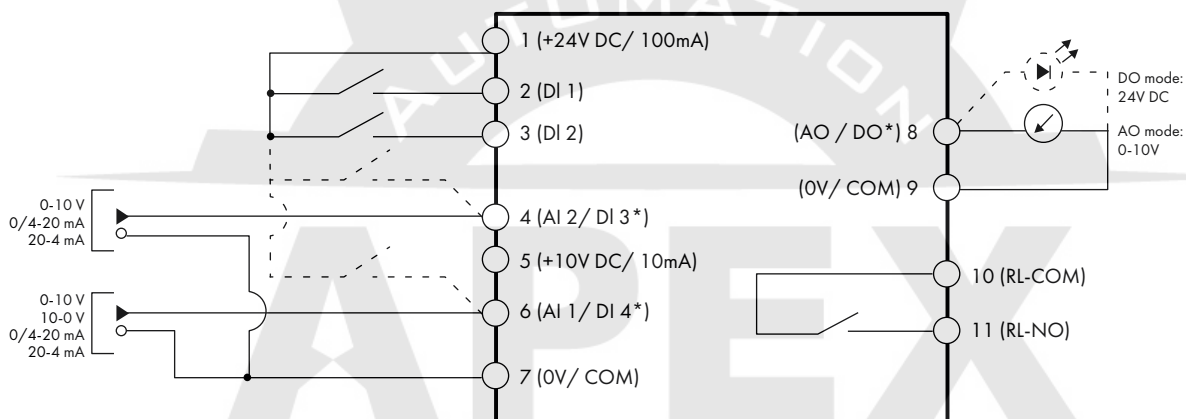 AUTOMATION
APEX
1 (+24V DC/ 100mA)
2 (DI 1)
3 (DI 2)
4 (AI 2/ DI 3*)
5 (+10V DC/ 10mA)
6 (AI 1/ DI 4*)
7 (0V/ COM)
0-10 V
0/4-20 mA
20-4 mA
0-10 V
10-0 V
0/4-20 mA
20-4 mA
(AO / DO*) 8
(0V/ COM) 9
10 (RL-COM)
11 (RL-NO)
DO mode:
24V DC
AO mode:
0-10V